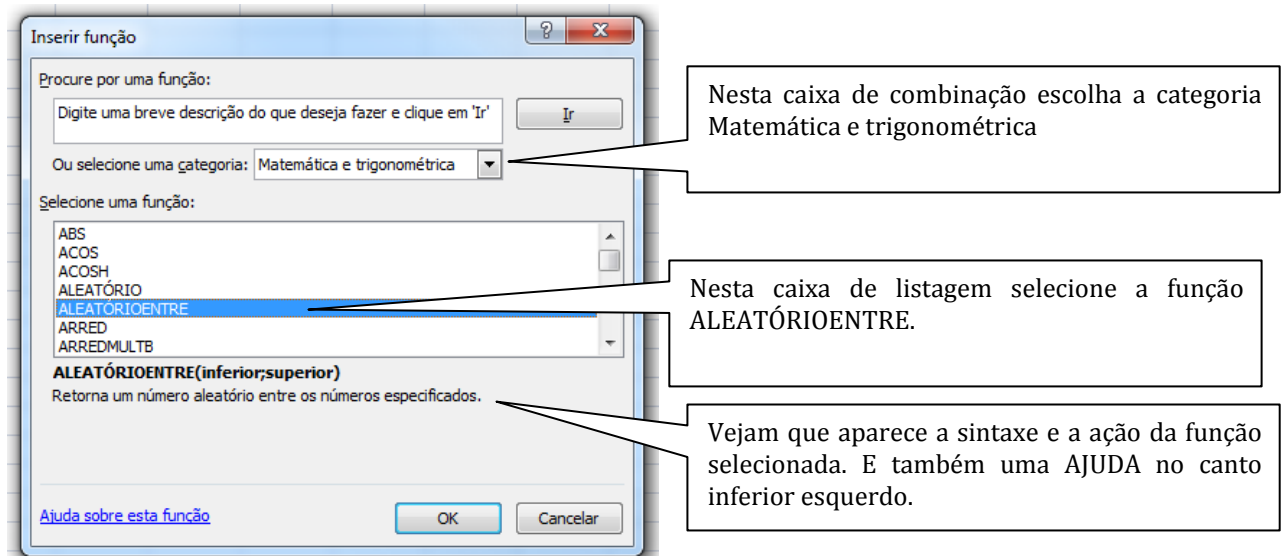 Inserir função
?
Procure por uma função:
Digite uma breve descrição do que deseja fazer e clique em 'Ir'
Ir
Ou selecione uma categoria: Matemática e trigonométrica
Selecione uma função:
ABS
ACOS
ACOSH
ALEATÓRIO
ALEATÓRIOENTRE
ARRED
ARREDMULTB
ALEATÓRIOENTRE(inferior;superior)
Retorna um número aleatório entre os números especificados.
Ajuda sobre esta função
OK
Cancelar
Nesta caixa de combinação escolha a categoria
Matemática e trigonométrica
Nesta caixa de listagem selecione a função
ALEATÓRIOENTRE.
Vejam que aparece a sintaxe e a ação da função
selecionada. E também uma AJUDA no canto
inferior esquerdo.